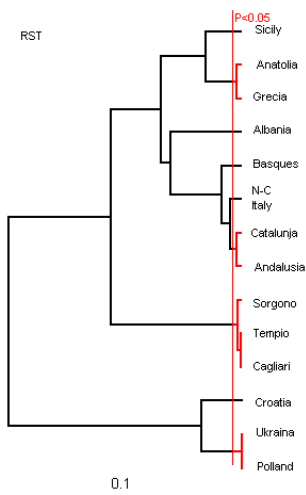 P<0.05
RST
Sicily
Anatolia
Grecia
Albania
Basques
N-C
Italy
Catalunja
Andalusia
Sorgono
Tempio
Cagliari
Croatia
Ukraina
Polland
0.1